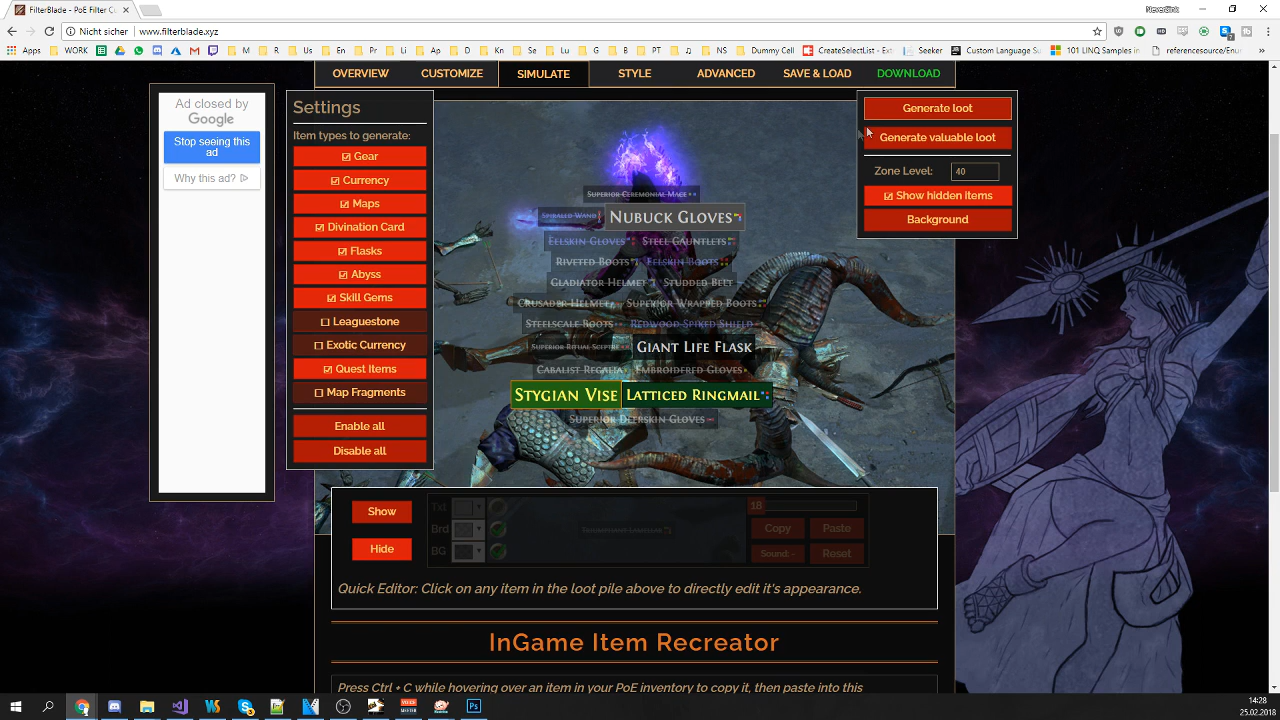 FilterBlade - PoE Filter Cu
NeverSink
Nicht sicher | www.filterblade.xyz
Apps WORK M R Us En Ap D Kn Lu G B PT NS Dummy Cell CreateSelectList - Ext Seeker Custom Language Su 101 LINQ Samples in referencesource/Enu
OVERVIEW CUSTOMIZE SIMULATE STYLE ADVANCED SAVE & LOAD DOWNLOAD
Ad closed by
Google
Stop seeing this
ad
Why this ad?
Settings
Item types to generate:
Gear
Currency
Maps
Divination Card
Flasks
Abyss
Skill Gems
Leaguestone
Exotic Currency
Quest Items
Map Fragments
Enable all
Disable all
Generate loot
Generate valuable loot
Zone Level: 40
Show hidden Items
Background
Superior Ceremonial Mace
Spiraled Wand Nubuck Gloves
Eelskin Gloves Steel Gauntlets
Riveted Boots Eelskin Boots
Gladiator Helmet Studded Belt
Crusader Helmet Superior Wrapped Boots
Steelscale Boots Redwood Spiked Shield
Superior Ritual Sceptre Giant Life Flask
Cabalist Regalia Embroidered Gloves
Stygian Vise Latticed Ringmail
Superior Deerskin Gloves
Show
Hide
Txt
Brd
BG
18
Copy Paste
Sound: - Reset
Quick Editor: Click on any item in the loot pile above to directly edit it's appearance.
InGame Item Recreator
Press Ctrl + C while hovering over an item in your PoE inventory to copy it, then paste into this
14:28
25.02.2018